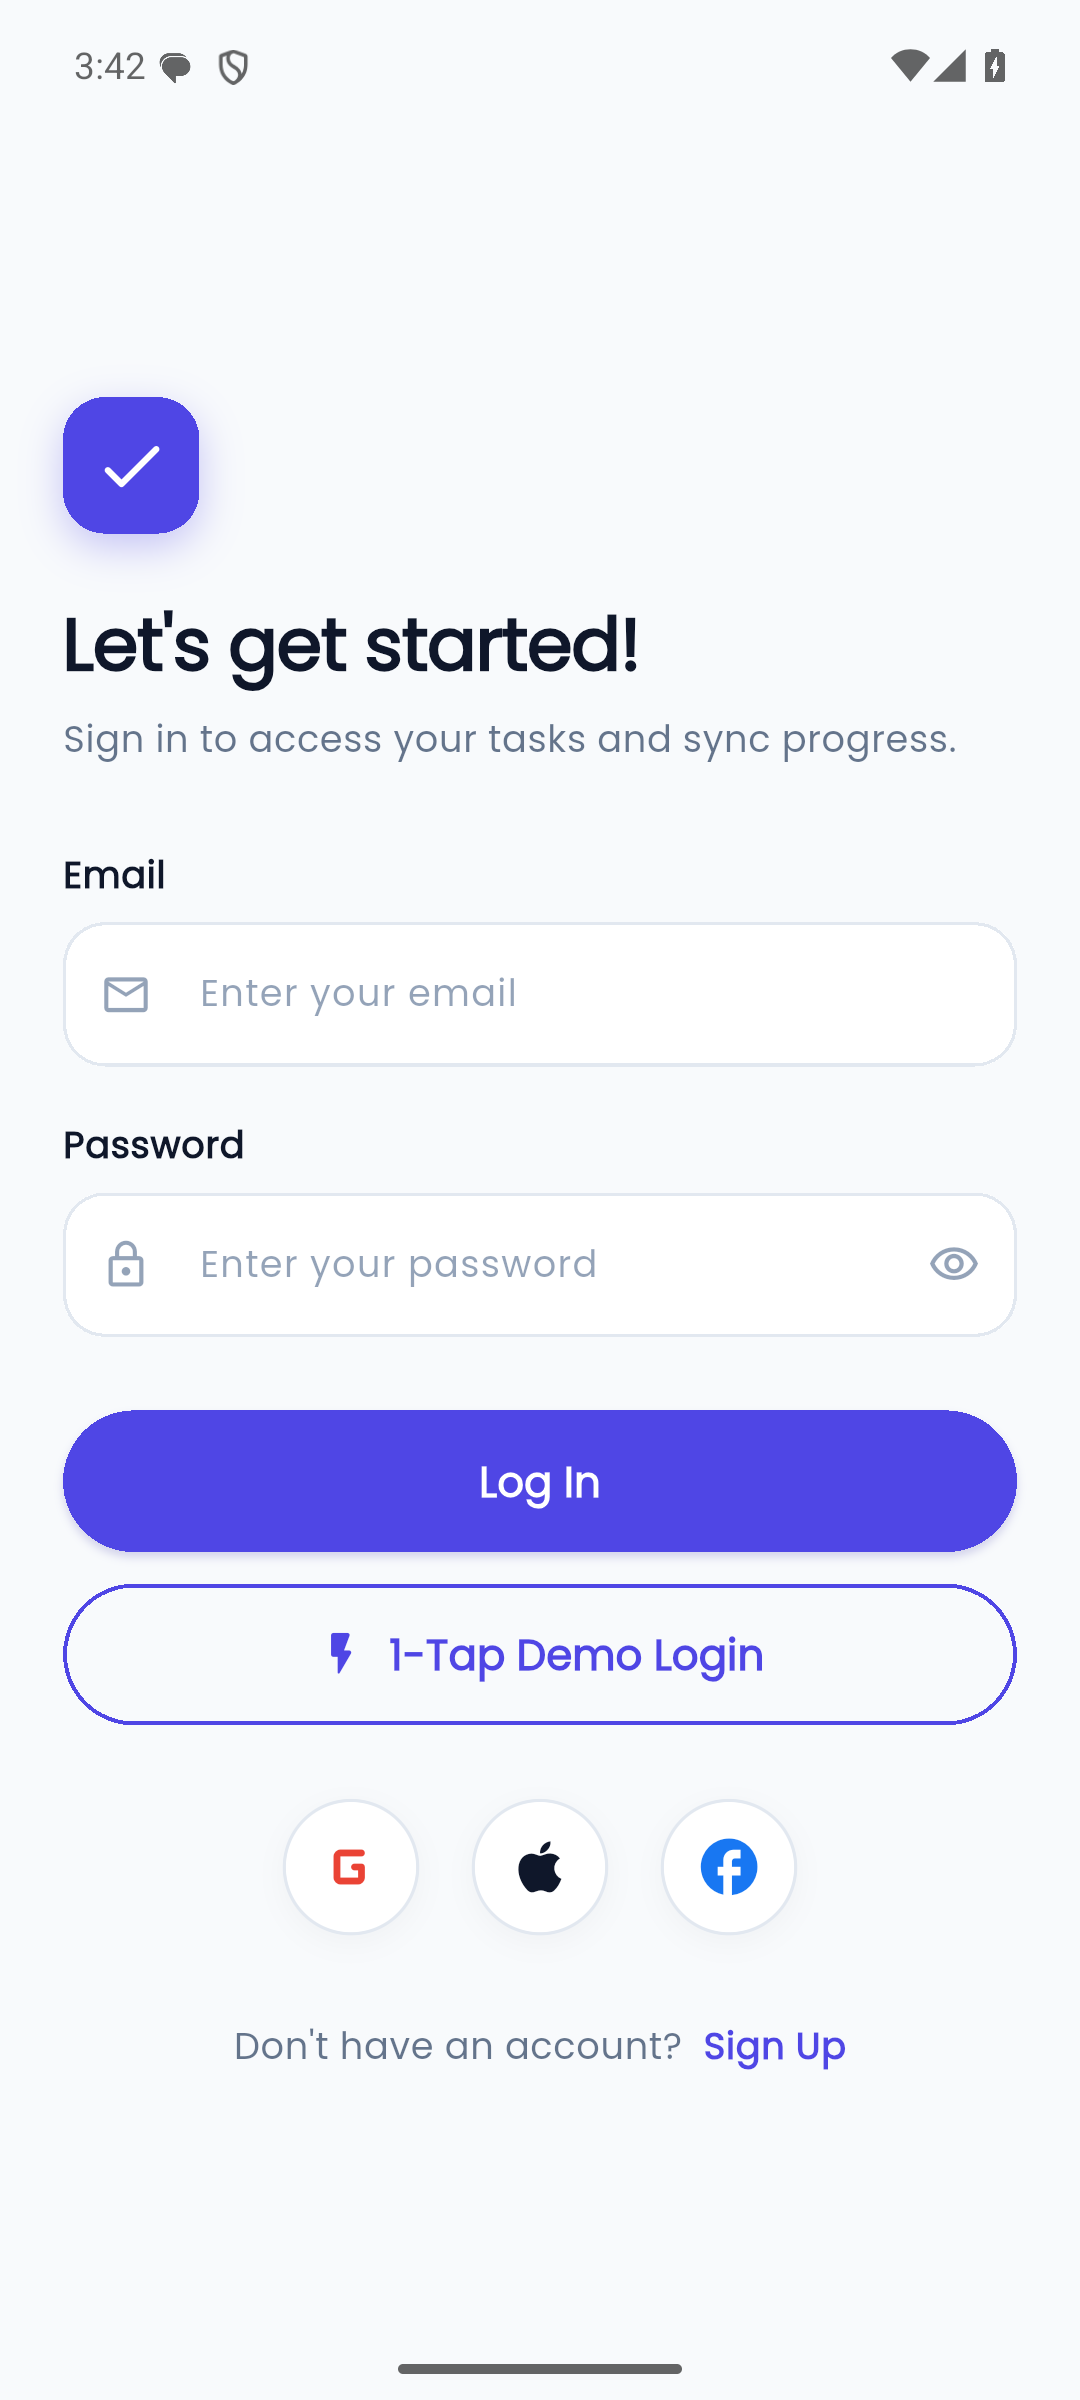 3:42
Let's get started!
Sign in to access your tasks and sync progress.
Email
Enter your email
Password
Enter your password
Log In
1-Tap Demo Login
G
Don't have an account? Sign Up